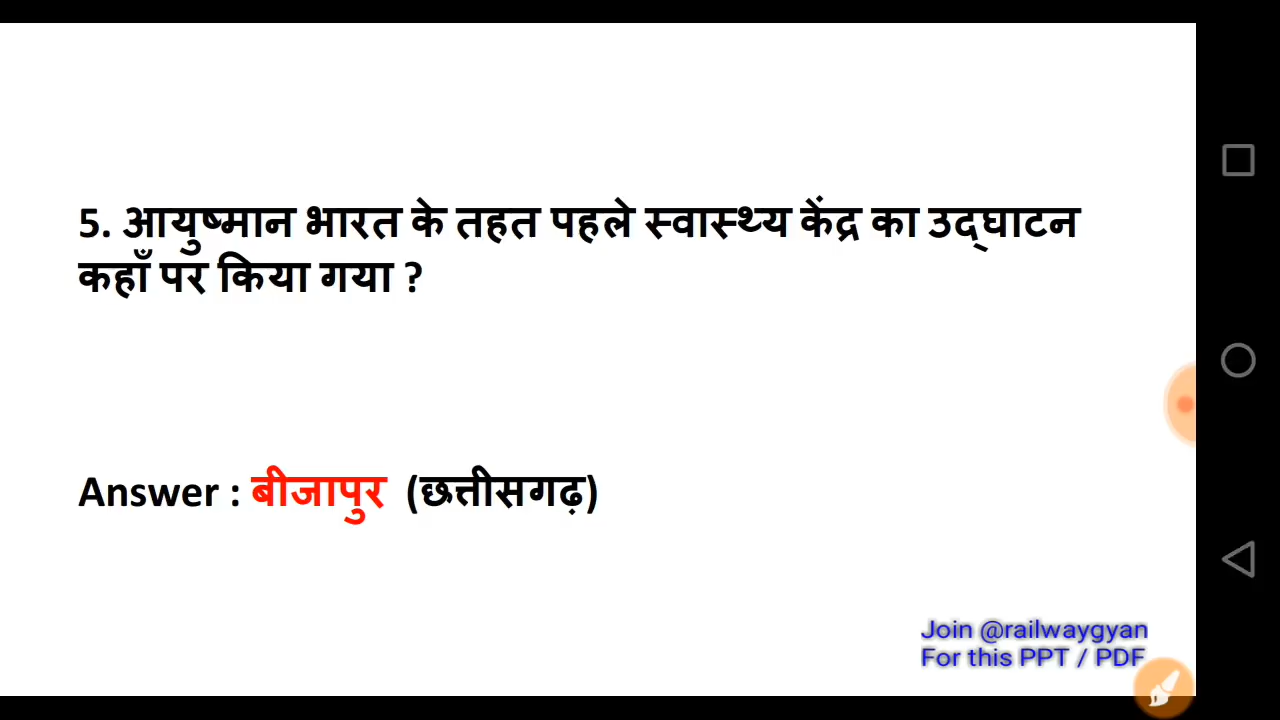 5. आयुष्मान भारत के तहत पहले स्वास्थ्य केंद्र का उद्घाटन
कहाँ पर किया गया ?
Answer : बीजापुर (छत्तीसगढ़)
Join @railwaygyan
For this PPT / PDF